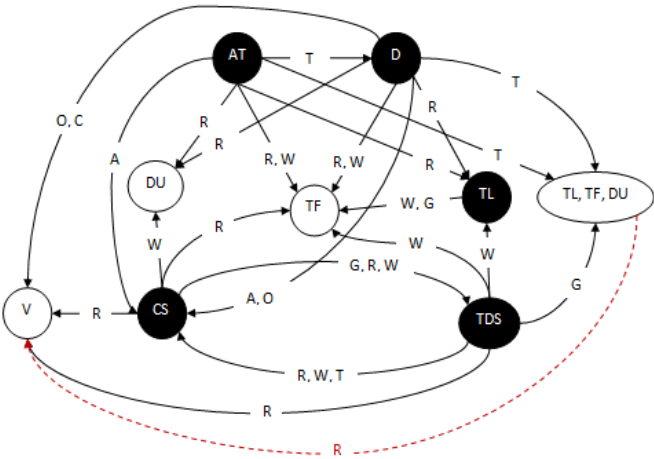 AT
T
D
T
O, C
R
R
A
R
R, W
R, W
R
T
DU
TF
W, G
TL
TL, TF, DU
W
R
W
W
G, R, W
G
A, O
V
R
CS
TDS
R, W, T
R
R